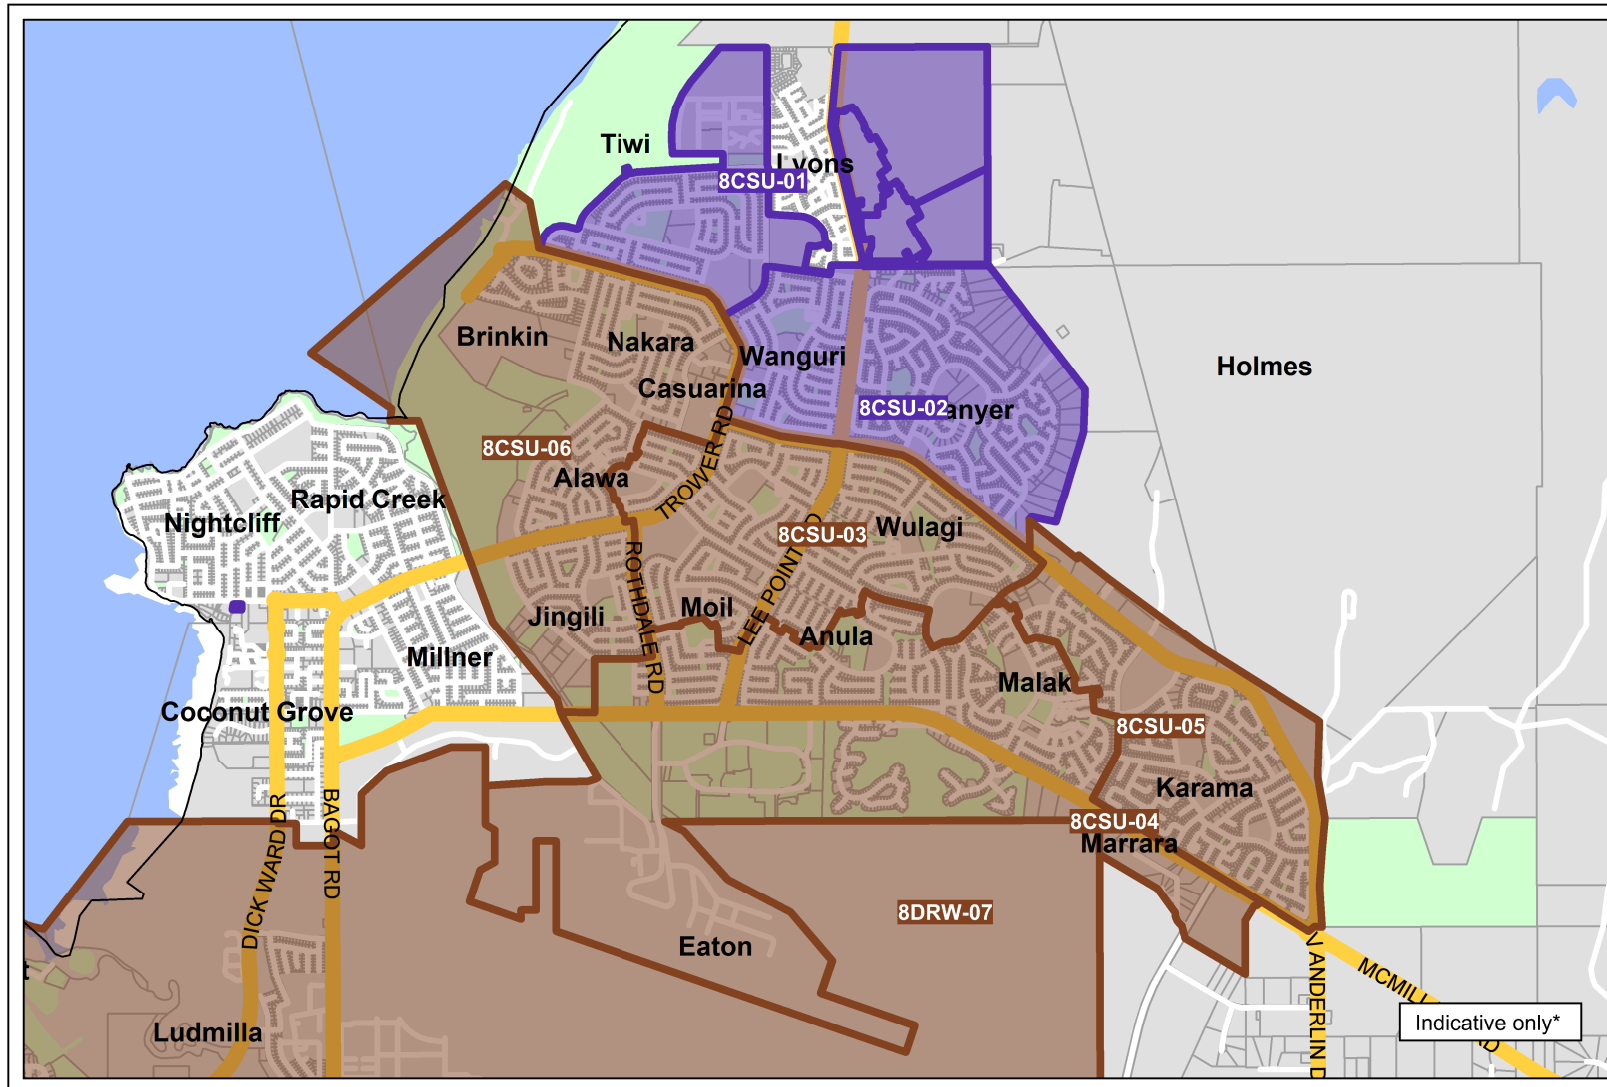 Tiwi
Lyons
8CSU-01
Brinkin
Nakara
Wanguri
Holmes
Casuarina
8CSU-02
anyer
8CSU-06
TROWER RD
Alawa
Rapid Creek
Nightcliff
8CSU-03
Wulagi
ROTHDALE RD
LEE POINT
Jingili
Moil
Anula
Millner
Malak
Coconut Grove
8CSU-05
Karama
8CSU-04
Marrara
DICK WARD DR
BAGOT RD
8DRW-07
Eaton
t
VANDERLIN D
MCMILL
D
Indicative only*
Ludmilla